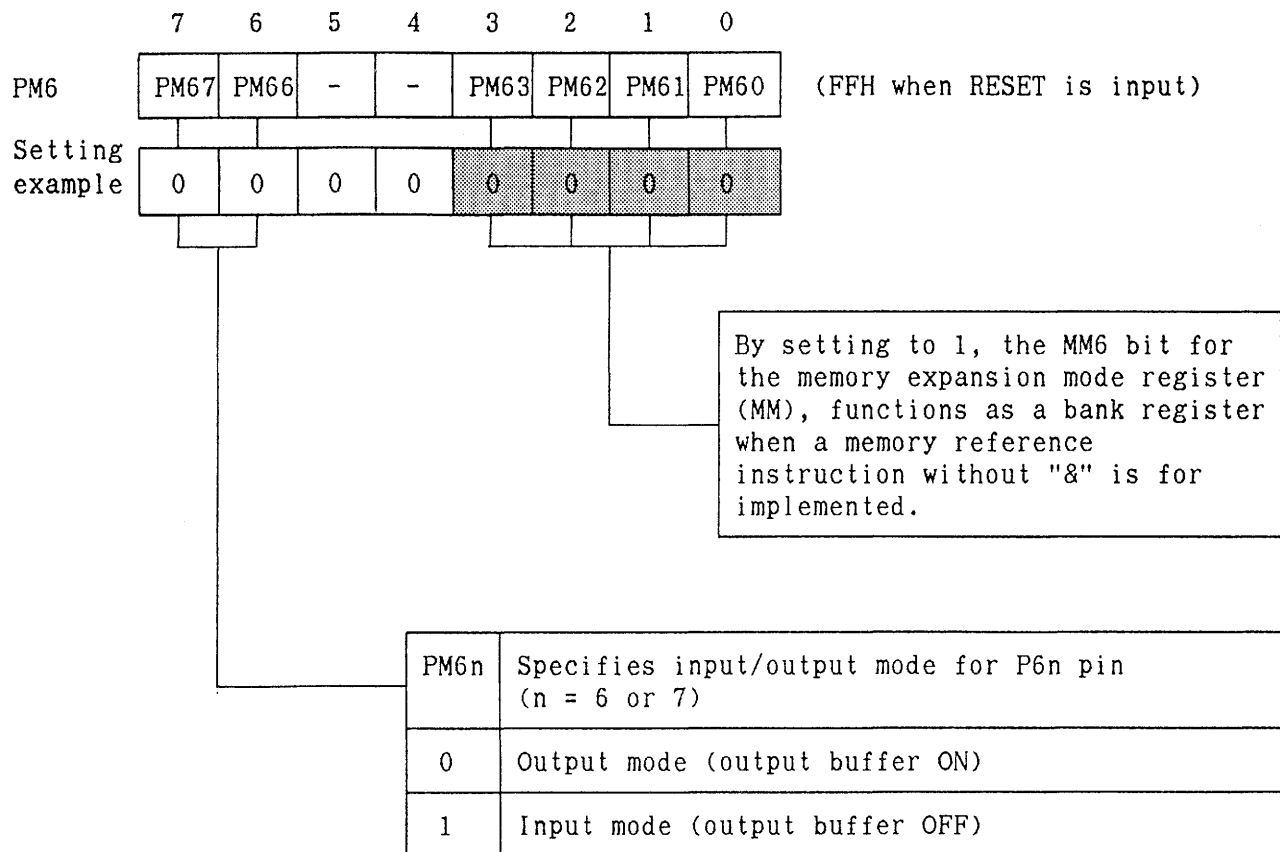 7 6 5 4 3 2 1 0
PM6 PM67 PM66 - - PM63 PM62 PM61 PM60 (FFH when RESET is input)
Setting
example 0 0 0 0 0 0 0 0
By setting to 1, the MM6 bit for
the memory expansion mode register
(MM), functions as a bank register
when a memory reference
instruction without "&" is for
implemented.
PM6n Specifies input/output mode for P6n pin
(n = 6 or 7)
0 Output mode (output buffer ON)
1 Input mode (output buffer OFF)